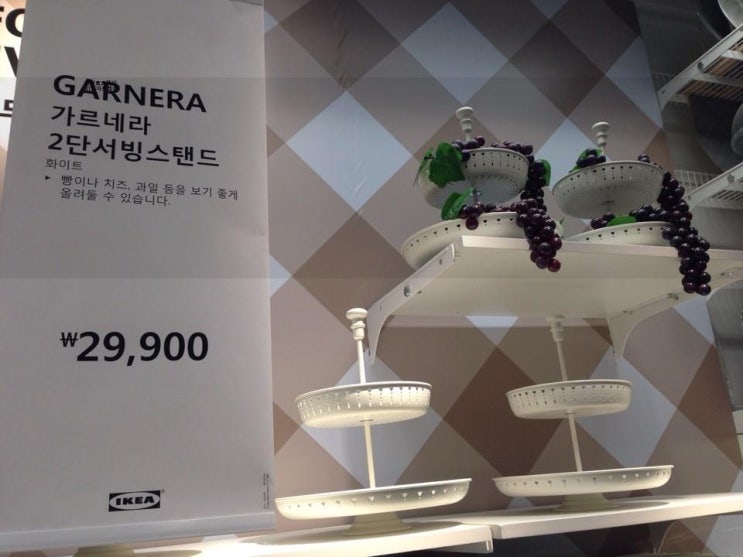 GARNERA
가르네라
2단서빙스탠드
화이트
▶ 빵이나 치즈, 과일 등을 보기 좋게
올려둘 수 있습니다.
₩29,900
IKEA